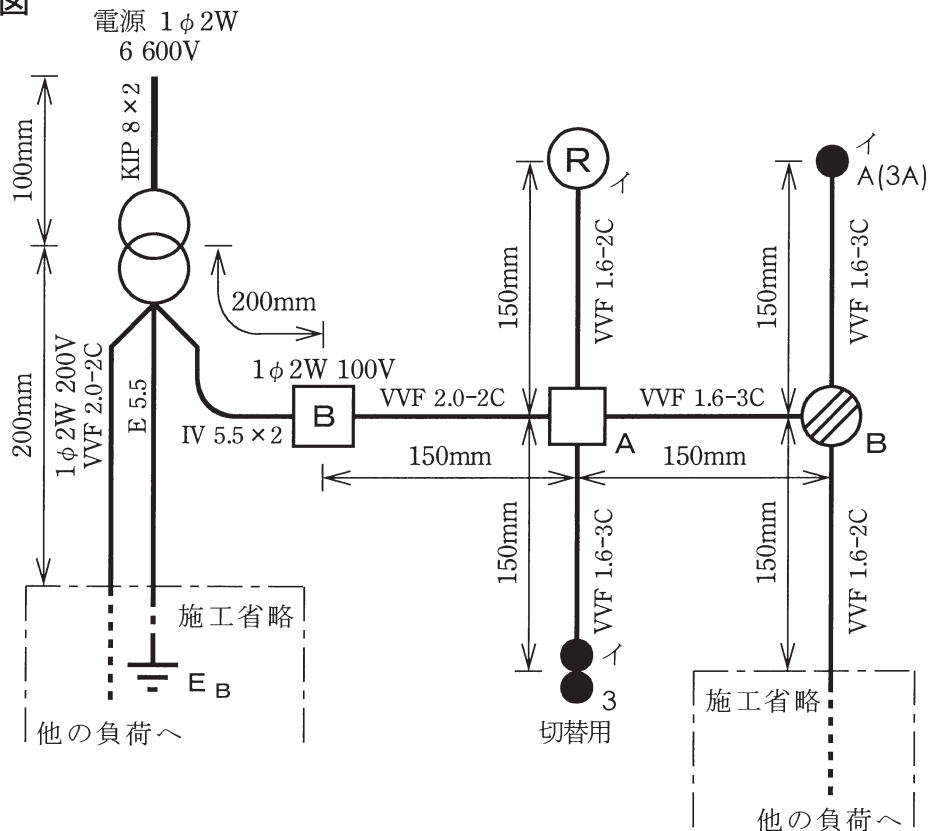 図
電源 1φ2W
6 600V
KIP 8×2
100mm
200mm
1φ2W 200V
VVF 2.0-2C
E 5.5
200mm
1φ2W 100V
IV 5.5×2
B
VVF 2.0-2C
150mm
R
イ
150mm
VVF 1.6-2C
A
VVF 1.6-3C
150mm
150mm
VVF 1.6-3C
イ
3
切替用
イ
A(3A)
150mm
VVF 1.6-3C
B
150mm
VVF 1.6-2C
施工省略
EB
他の負荷へ
施工省略
他の負荷へ